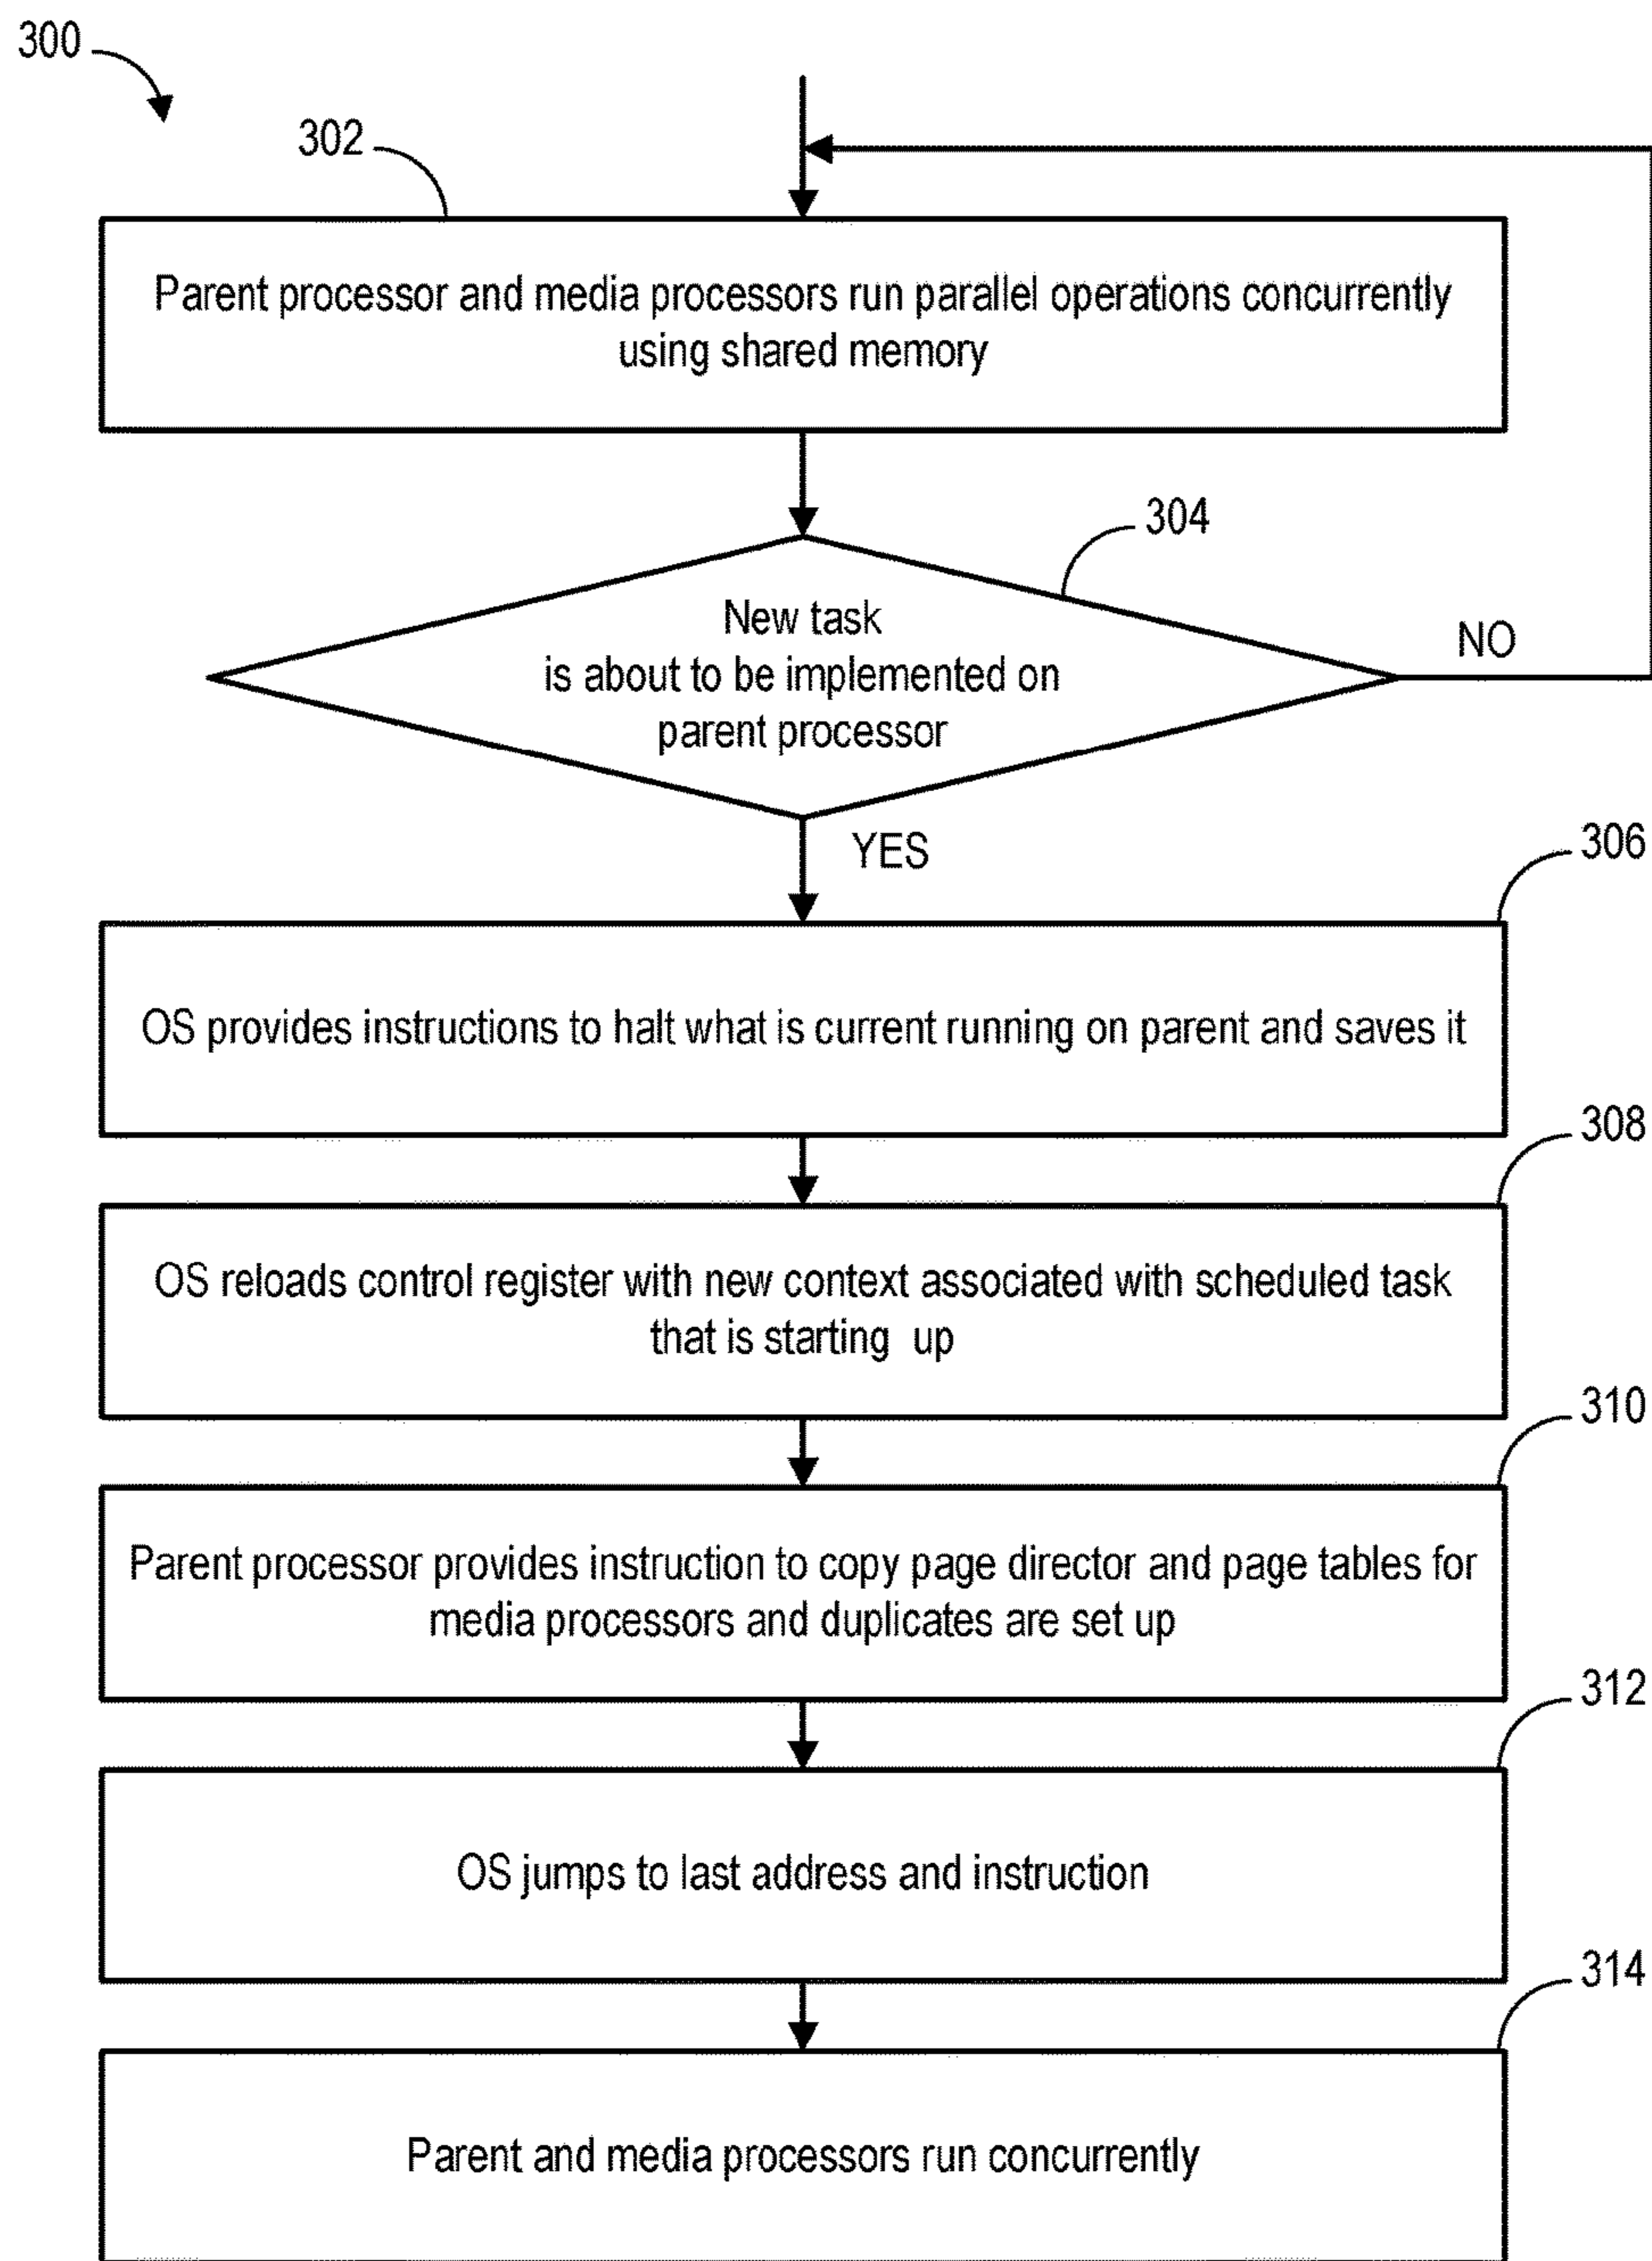 300
302
Parent processor and media processors run parallel operations concurrently
using shared memory
304
New task
is about to be implemented on
parent processor
NO
YES
306
OS provides instructions to halt what is current running on parent and saves it
308
OS reloads control register with new context associated with scheduled task
that is starting up
310
Parent processor provides instruction to copy page director and page tables for
media processors and duplicates are set up
312
OS jumps to last address and instruction
314
Parent and media processors run concurrently